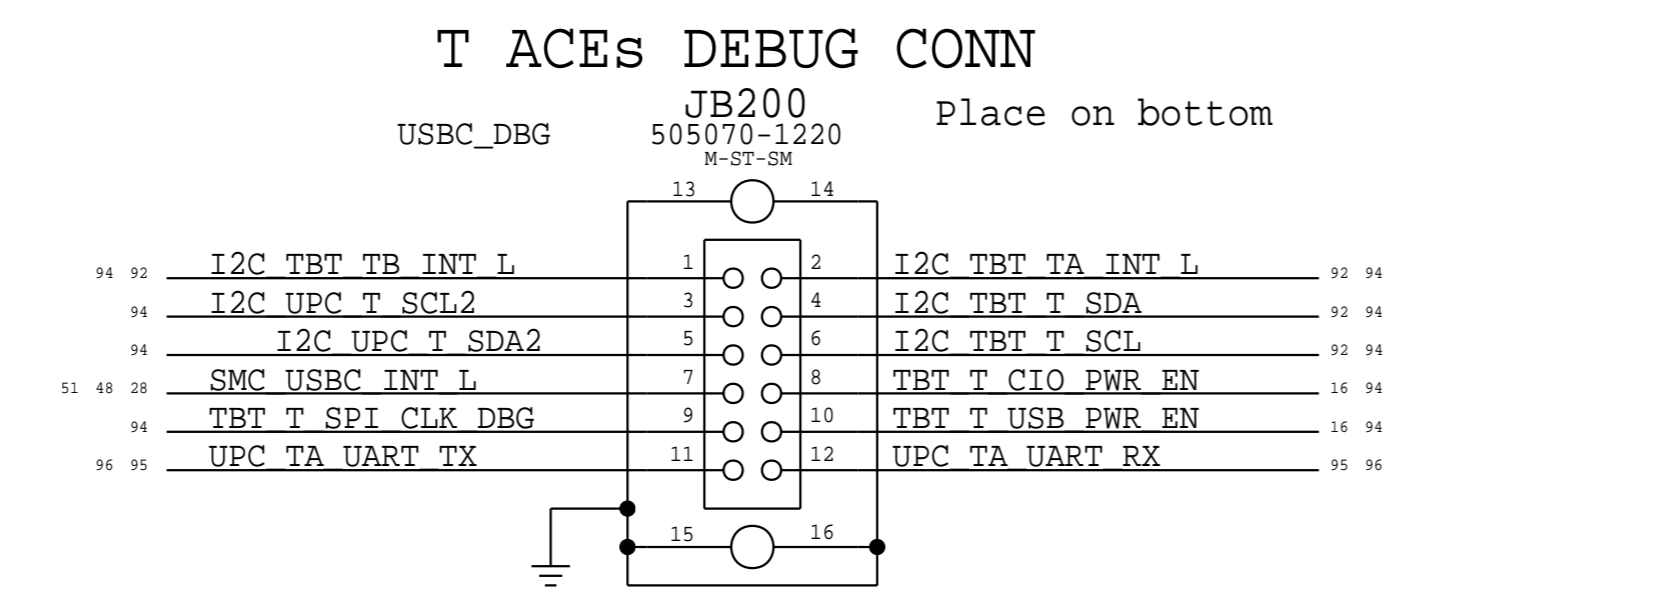 T ACEs DEBUG CONN
JB200
Place on bottom
USBC_DBG 505070-1220
M-ST-SM
13 14
94 92 I2C_TBT_TB_INT_L 1 2 I2C_TBT_TA_INT_L 92 94
94 I2C_UPC_T_SCL2 3 4 I2C_TBT_T_SDA 92 94
94 I2C_UPC_T_SDA2 5 6 I2C_TBT_T_SCL 92 94
51 48 28 SMC_USBC_INT_L 7 8 TBT_T_CIO_PWR_EN 16 94
94 TBT_T_SPI_CLK_DBG 9 10 TBT_T_USB_PWR_EN 16 94
96 95 UPC_TA_UART_TX 11 12 UPC_TA_UART_RX 95 96
15 16